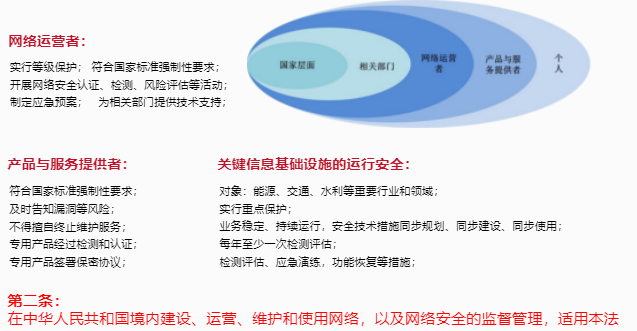 网络运营者：
实行等级保护； 符合国家标准强制性要求；
开展网络安全认证、检测、风险评估等活动；
制定应急预案； 为相关部门提供技术支持；
国家层面
相关部门
网络运营
者
产品与服
务提供者
个
人
产品与服务提供者：
符合国家标准强制性要求；
及时告知漏洞等风险；
不得擅自终止维护服务；
专用产品经过检测和认证；
专用产品签署保密协议；
关键信息基础设施的运行安全：
对象：能源、交通、水利等重要行业和领域；
实行重点保护；
业务稳定、持续运行，安全技术措施同步规划、同步建设、同步使用；
每年至少一次检测评估；
检测评估、应急演练，功能恢复等措施；
第二条：
在中华人民共和国境内建设、运营、维护和使用网络，以及网络安全的监督管理，适用本法